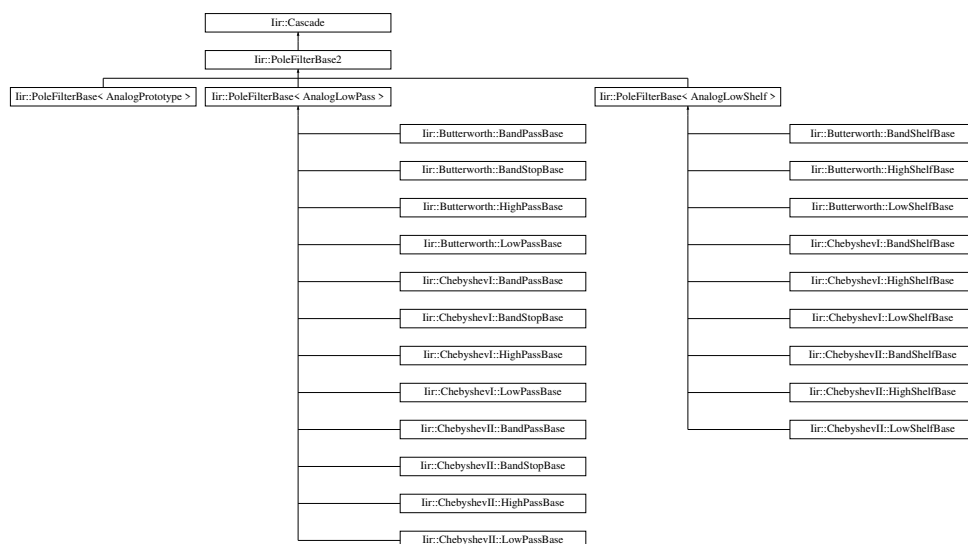 Iir::Cascade
Iir::PoleFilterBase2
Iir::PoleFilterBase< AnalogPrototype >
Iir::PoleFilterBase< AnalogLowPass >
Iir::PoleFilterBase< AnalogLowShelf >
Iir::Butterworth::BandPassBase
Iir::Butterworth::BandStopBase
Iir::Butterworth::HighPassBase
Iir::Butterworth::LowPassBase
Iir::ChebyshevI::BandPassBase
Iir::ChebyshevI::BandStopBase
Iir::ChebyshevI::HighPassBase
Iir::ChebyshevI::LowPassBase
Iir::ChebyshevII::BandPassBase
Iir::ChebyshevII::BandStopBase
Iir::ChebyshevII::HighPassBase
Iir::ChebyshevII::LowPassBase
Iir::Butterworth::BandShelfBase
Iir::Butterworth::HighShelfBase
Iir::Butterworth::LowShelfBase
Iir::ChebyshevI::BandShelfBase
Iir::ChebyshevI::HighShelfBase
Iir::ChebyshevI::LowShelfBase
Iir::ChebyshevII::BandShelfBase
Iir::ChebyshevII::HighShelfBase
Iir::ChebyshevII::LowShelfBase